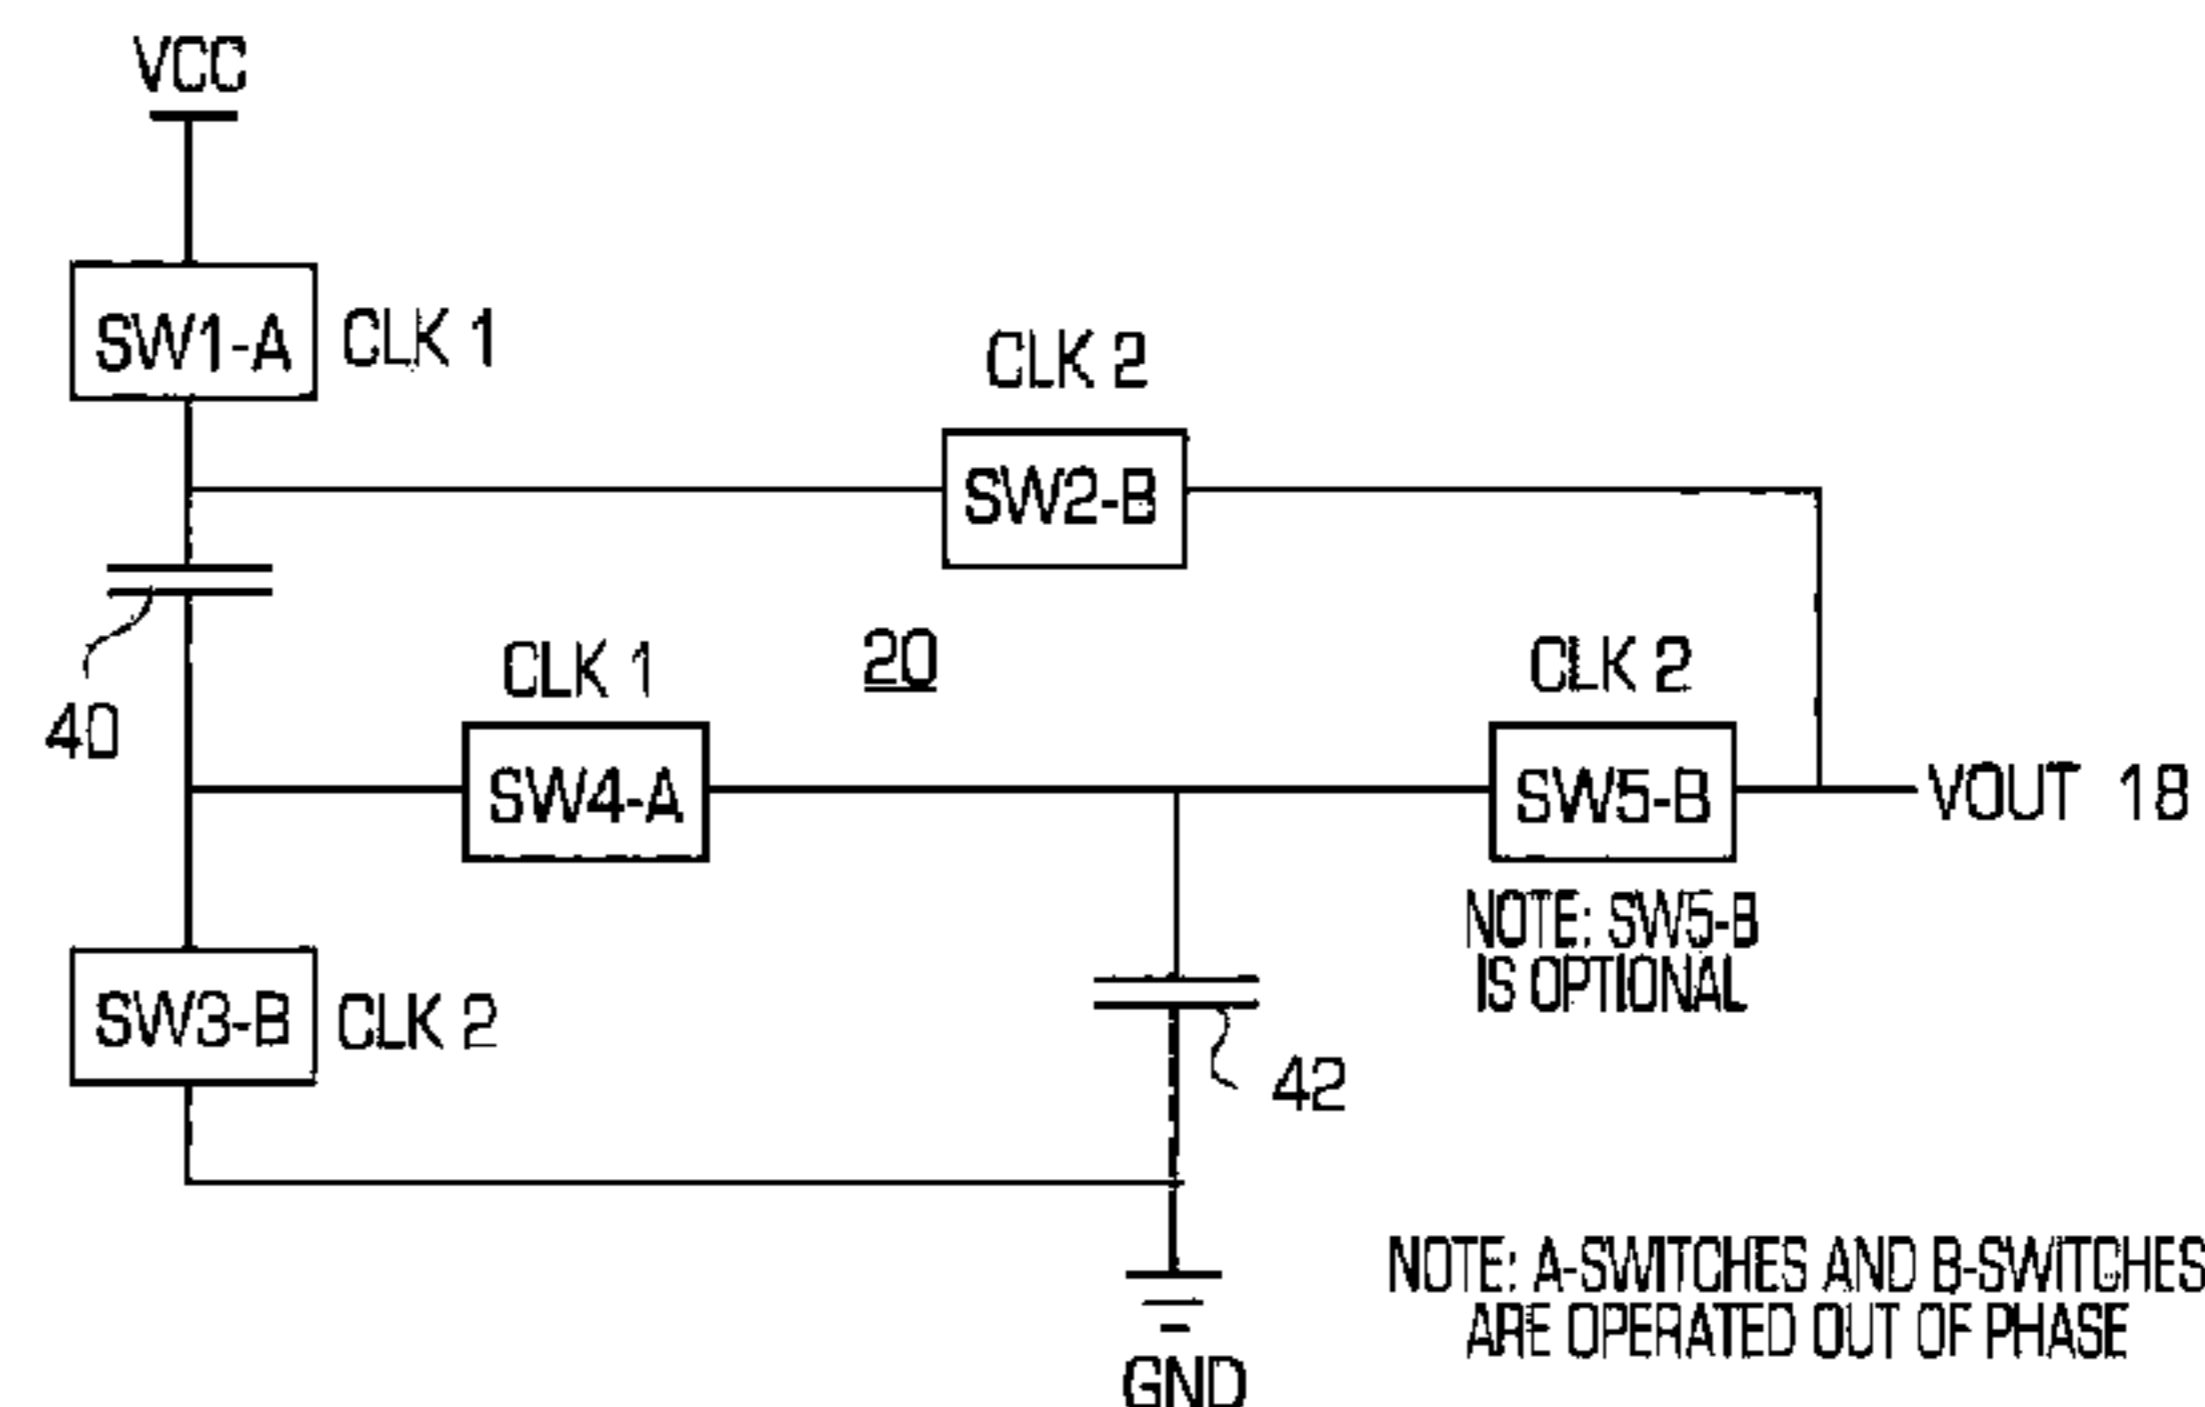 VCC
SW1-A
CLK 1
CLK 2
SW2-B
40
CLK 1
20
CLK 2
SW4-A
SW5-B
VOUT 18
NOTE: SW5-B
IS OPTIONAL
SW3-B
CLK 2
42
NOTE: A-SWITCHES AND B-SWITCHES
ARE OPERATED OUT OF PHASE
GND